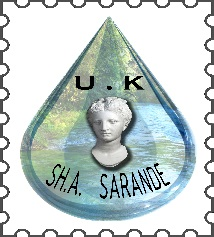 U . K
SH.A. SARANDE